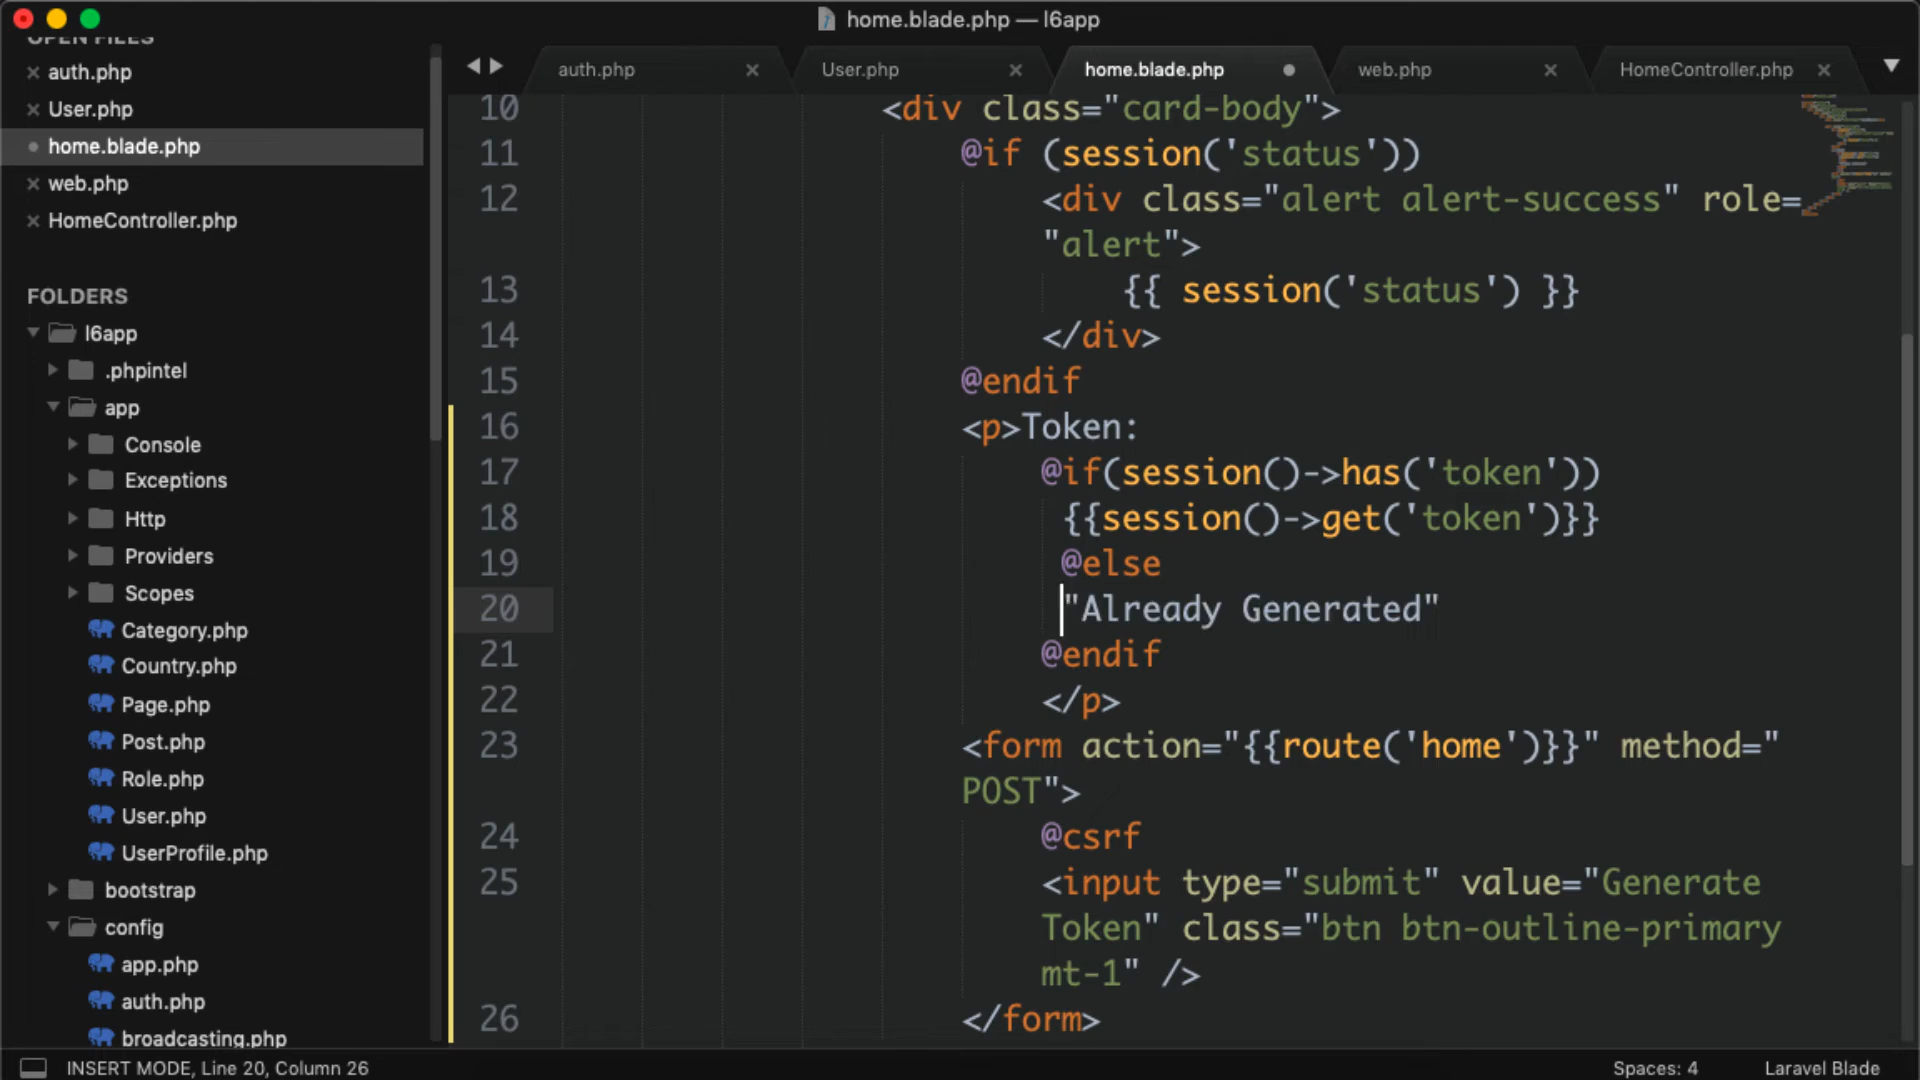 home.blade.php — l6app
OPEN FILES
auth.php
User.php
home.blade.php
web.php
HomeController.php
FOLDERS
l6app
.phpintel
app
Console
Exceptions
Http
Providers
Scopes
Category.php
Country.php
Page.php
Post.php
Role.php
User.php
UserProfile.php
bootstrap
config
app.php
auth.php
broadcasting.php
auth.php
User.php
home.blade.php
web.php
HomeController.php
10 <div class="card-body">
11 @if (session('status'))
12 <div class="alert alert-success" role=
"alert">
13 {{ session('status') }}
14 </div>
15 @endif
16 <p>Token:
17 @if(session()->has('token'))
18 {{session()->get('token')}}
19 @else
20 "Already Generated"
21 @endif
22 </p>
23 <form action="{{route('home')}}" method="
POST">
24 @csrf
25 <input type="submit" value="Generate
Token" class="btn btn-outline-primary
mt-1" />
26 </form>
INSERT MODE, Line 20, Column 26
Spaces: 4
Laravel Blade